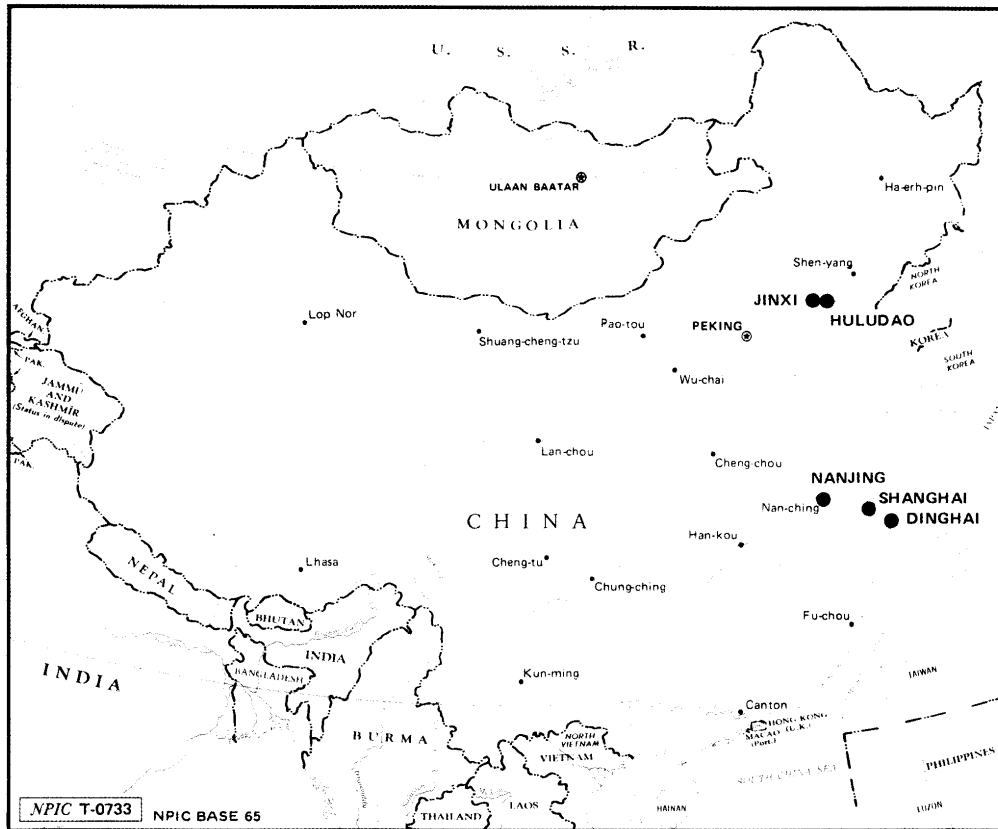 U. S. S. R.
ULAAN BAATAR
MONGOLIA
Ha-erh-pin
Shen-yang
NORTH
KOREA
JINXI
HULUDAO
AFGHAN.
Lop Nor
Shuang-cheng-tzu
Pao-tou
PEKING
KOREA
SOUTH
KOREA
PAK.
JAMMU
AND
KASHMIR
(Status in dispute)
Wu-chai
PAK.
Lan-chou
Cheng-chou
NANJING
Nan-ching
SHANGHAI
DINGHAI
CHINA
Han-kou
NEPAL
Lhasa
Cheng-tu
Chung-ching
BHUTAN
Fu-chou
INDIA
INDIA
BANGLADESH
Kun-ming
TAIWAN
Canton
HONG KONG
(U.K.)
MACAO
(Port.)
BURMA
NORTH
VIETNAM
VIETNAM
SOUTH CHINA SEA
PHILIPPINES
LAOS
HAINAN
LUZON
THAILAND
NPIC T-0733
NPIC BASE 65